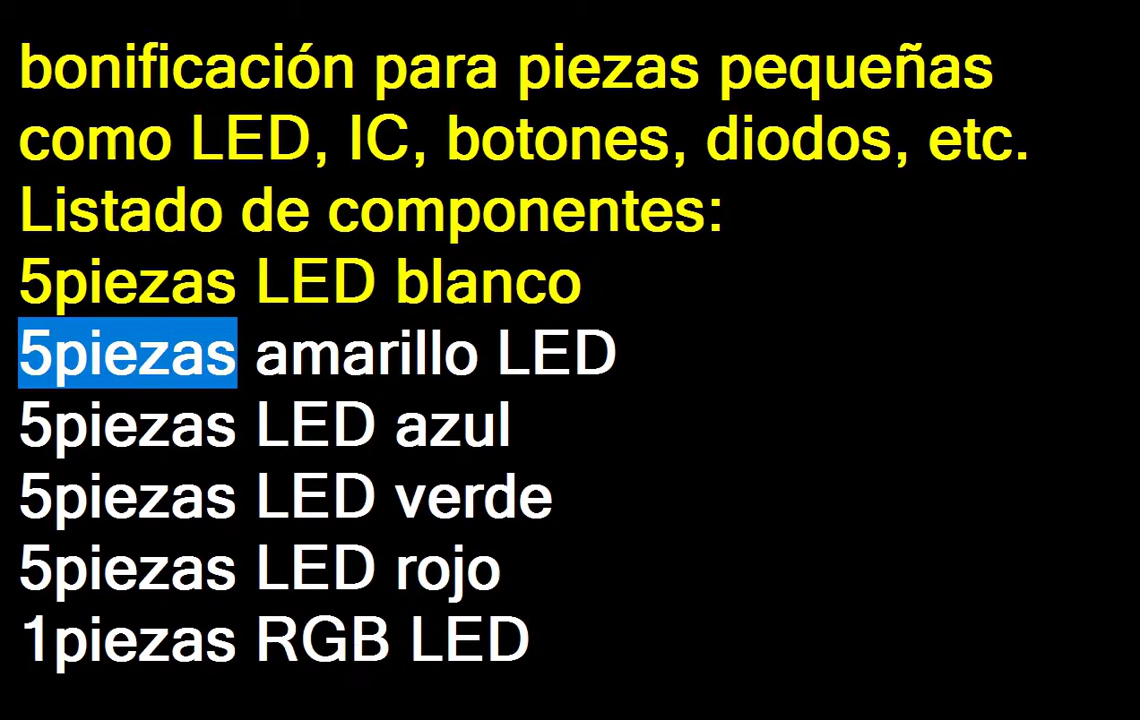 bonificación para piezas pequeñas
como LED, IC, botones, diodos, etc.
Listado de componentes:
5piezas LED blanco
5piezas amarillo LED
5piezas LED azul
5piezas LED verde
5piezas LED rojo
1piezas RGB LED